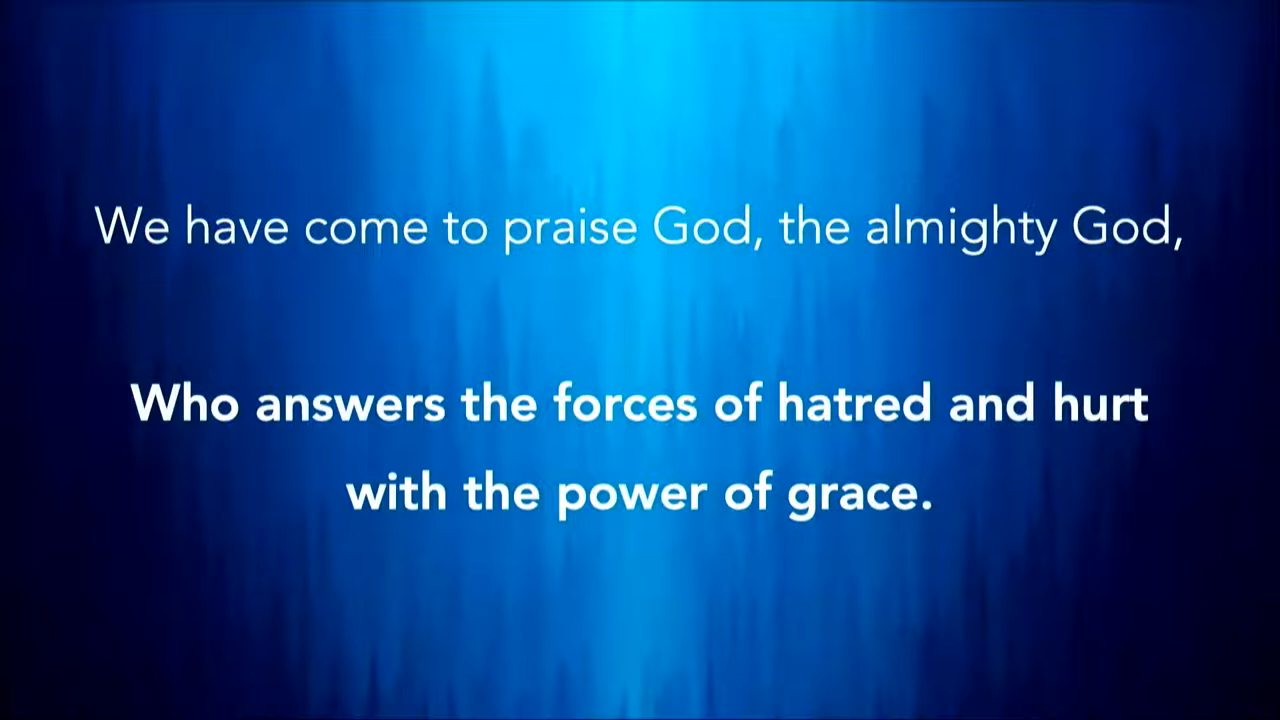 We have come to praise God, the almighty God,
Who answers the forces of hatred and hurt
with the power of grace.